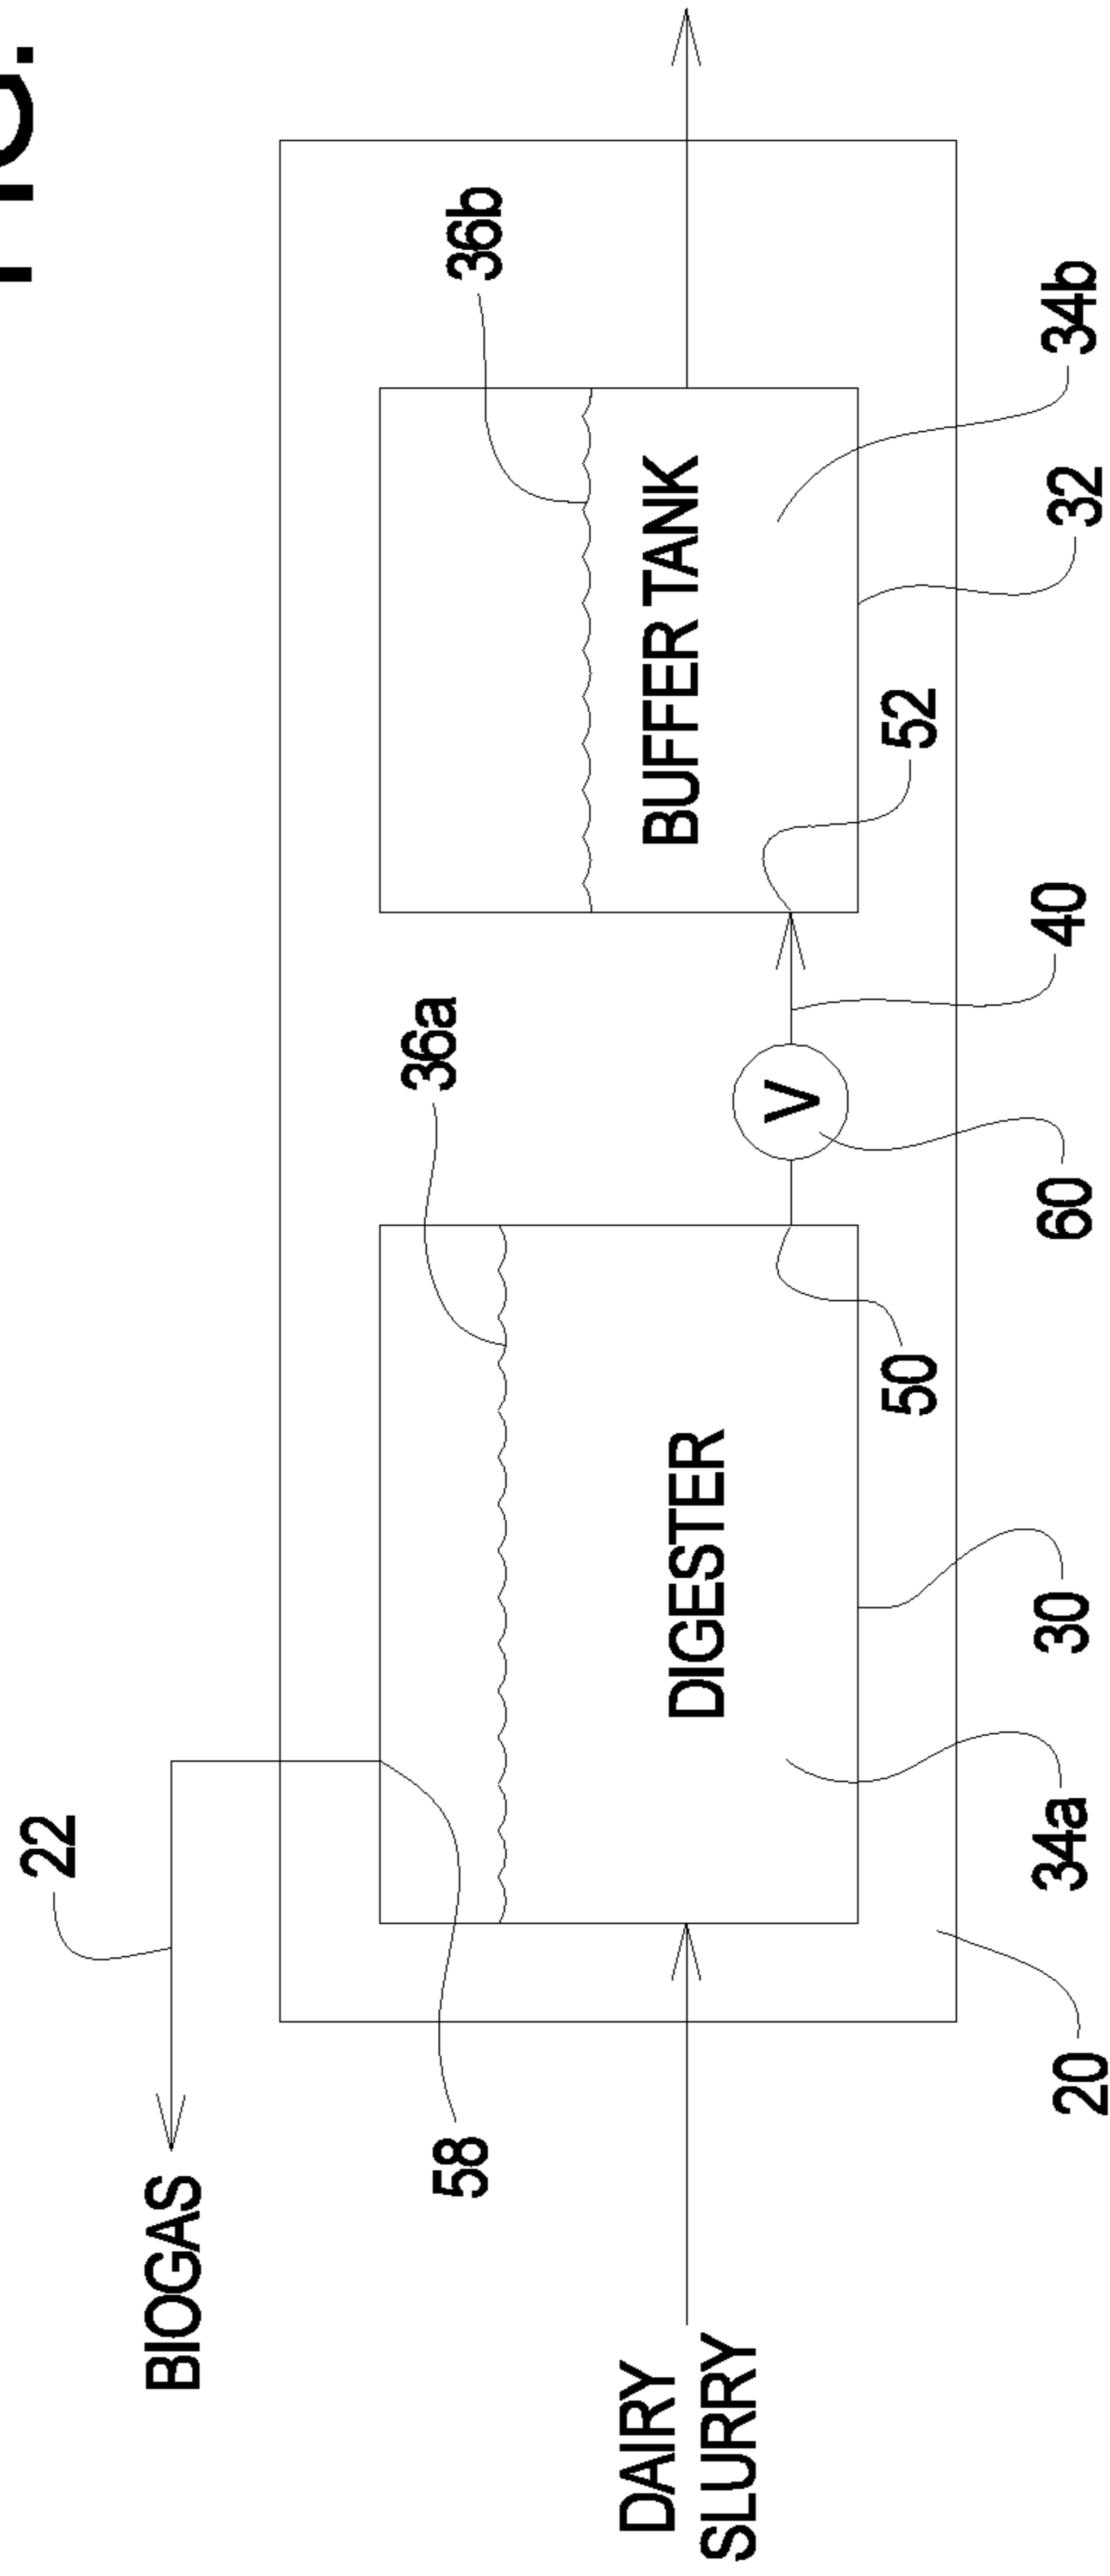 22
BIOGAS
36b
36a
58
BUFFER TANK
DIGESTER
DAIRY
SLURRY
V
52
50
34b
32
40
60
30
34a
20